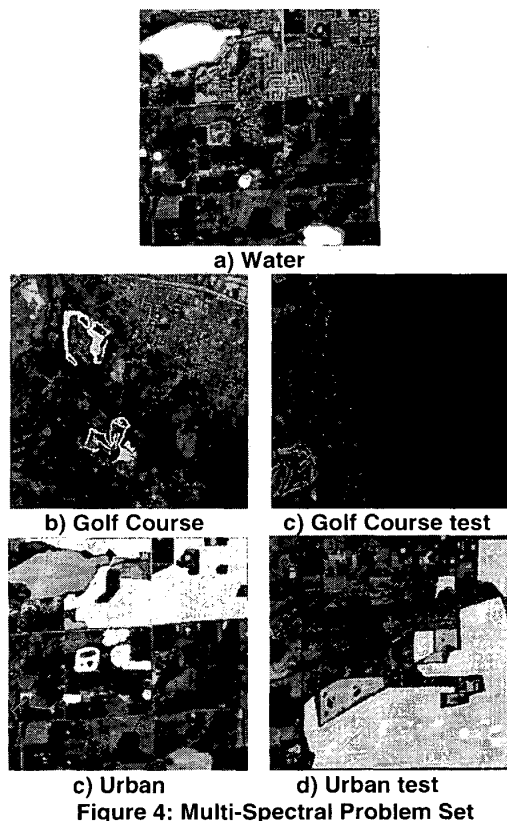 a) Water
b) Golf Course
c) Golf Course test
c) Urban
d) Urban test
Figure 4: Multi-Spectral Problem Set